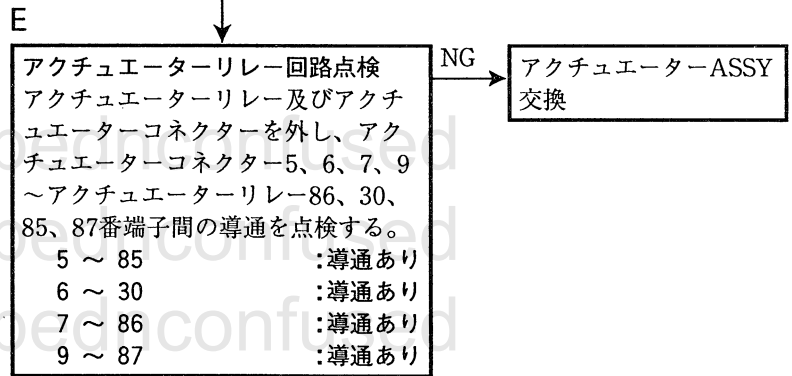 E
アクチュエーターリレー回路点検
アクチュエーターリレー及びアクチ
ュエーターコネクターを外し、アク
チュエーターコネクター5、6、7、9
～アクチュエーターリレー86、30、
85、87番端子間の導通を点検する。
5 ～ 85 :導通あり
6 ～ 30 :導通あり
7 ～ 86 :導通あり
9 ～ 87 :導通あり
NG
アクチュエーターASSY
交換
pednconfused
pednconfused
pednconfused